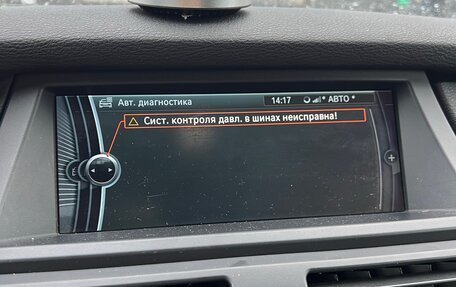 Авт. диагностика
14:17
* АВТО *
Сист. контроля давл. в шинах неисправна!